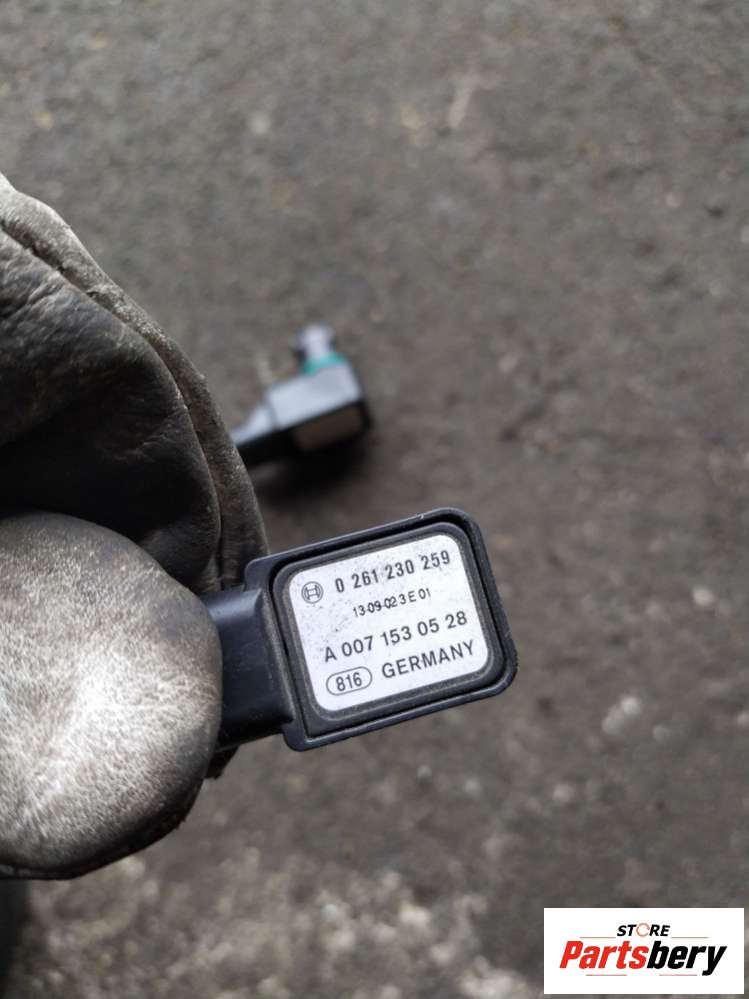 0 261 230 259
13-09-02 3 E 01
A 007 153 05 28
816 GERMANY
STORE
Partsbery